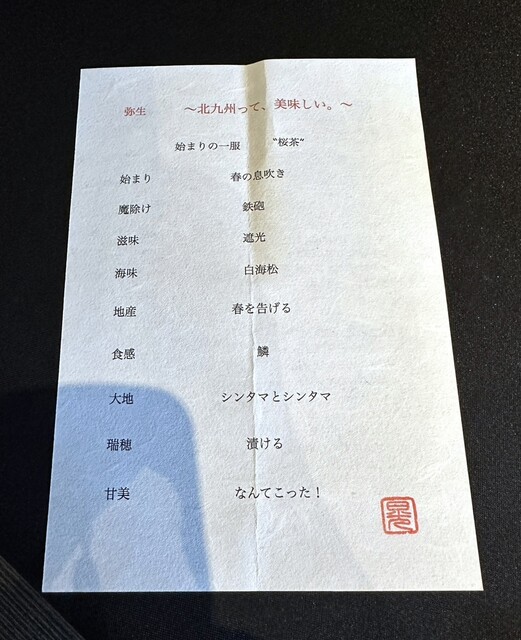 弥生 〜北九州って、美味しい。〜
始まりの一服 〝桜茶〟
始まり 春の息吹き
魔除け 鉄砲
滋味 遮光
海味 白海松
地産 春を告げる
食感 鱗
大地 シンタマとシンタマ
瑞穂 漬ける
甘美 なんてこった！